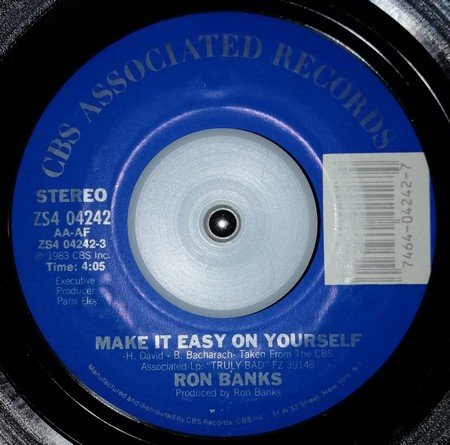 CBS ASSOCIATED RECORDS
STEREO
ZS4 04242
AA-AF
ZS4 04242-3
℗ 1983 CBS Inc.
Time: 4:05
Executive
Producer:
Paris Eley
7464-04242-7
MAKE IT EASY ON YOURSELF
-H. David - B. Bacharach- Taken From The CBS
Associated Lp: "TRULY BAD" FZ 39148
RON BANKS
Produced by Ron Banks
Manufactured and distributed by CBS Records: CBS Inc · 51 W. 52 Street, New York, N.Y.